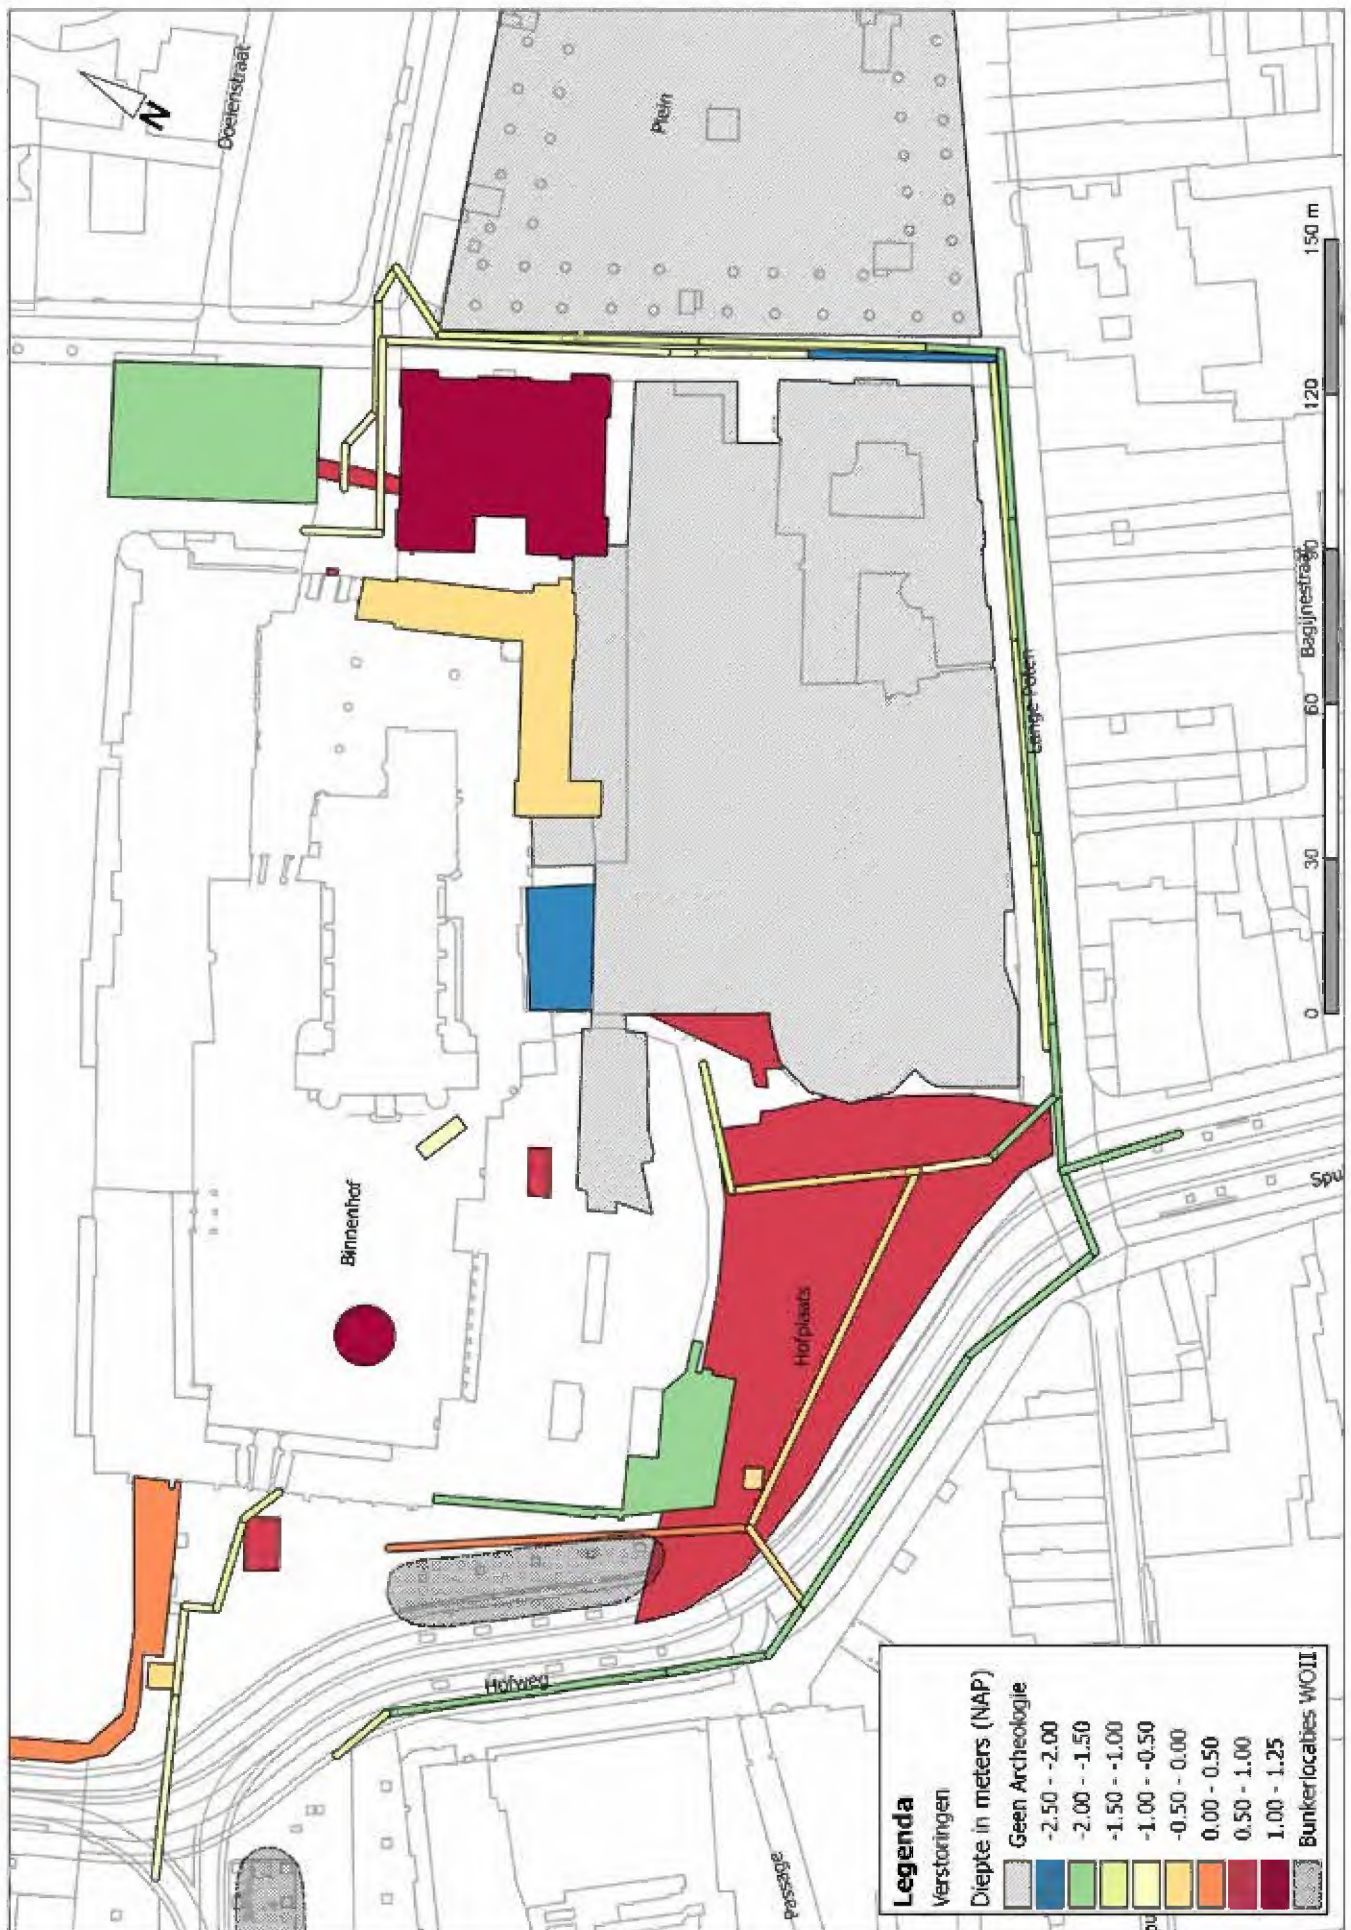 N
Doelenstraat
Plein
150 m
120
90
Bagijnestraat
60
30
0
Lange Poten
Binnenhof
Hofplaats
Spu
Hofweg
Passage
Legenda
Verstoringen
Diepte in meters (NAP)
Geen Archeologie
-2.50 - -2.00
-2.00 - -1.50
-1.50 - -1.00
-1.00 - -0.50
-0.50 - 0.00
0.00 - 0.50
0.50 - 1.00
1.00 - 1.25
Bunkerlocaties WOII